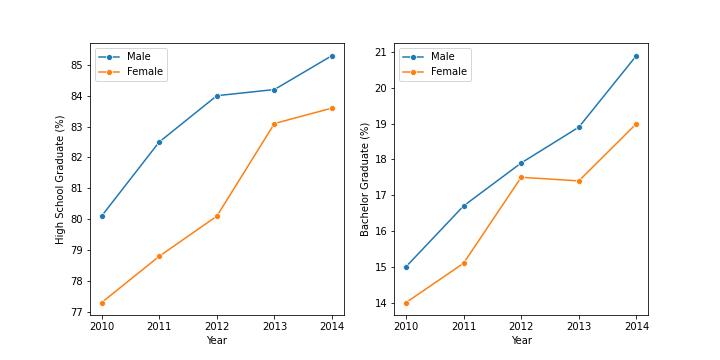 Male
Female
High School Graduate (%)
85
84
83
82
81
80
79
78
77
2010 2011 2012 2013 2014
Year
Male
Female
Bachelor Graduate (%)
21
20
19
18
17
16
15
14
2010 2011 2012 2013 2014
Year